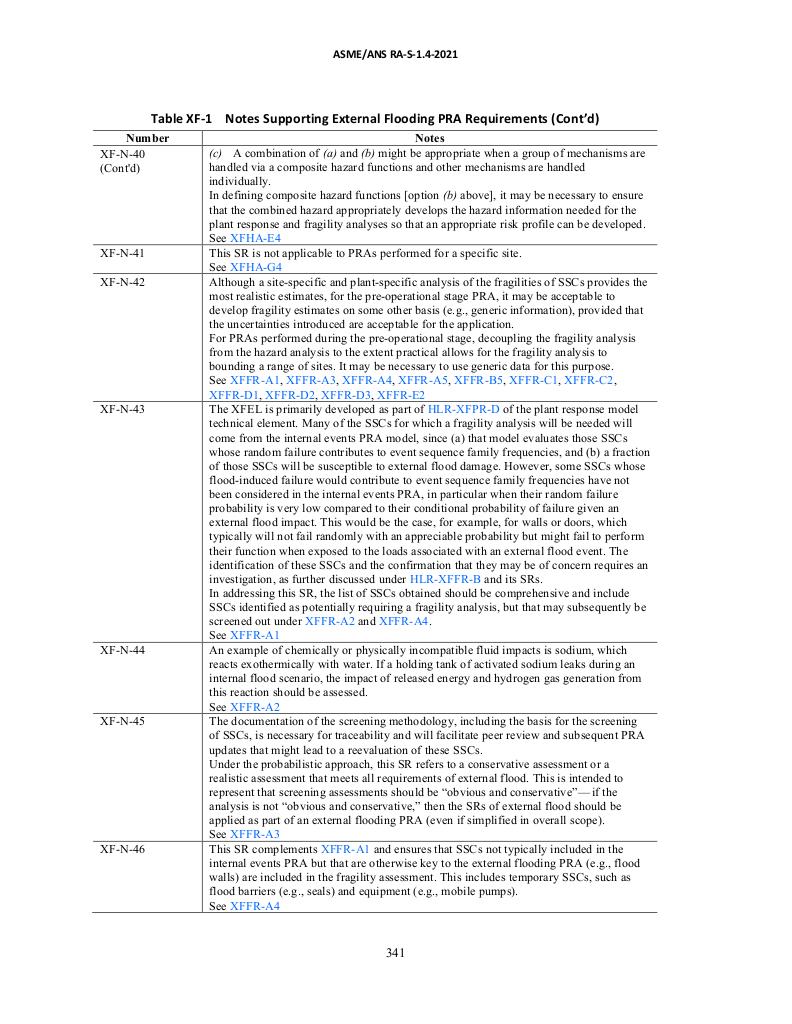 ASME/ANS RA-S-1.4-2021
Table XF-1 Notes Supporting External Flooding PRA Requirements (Cont'd)
Number Notes
XF-N-40 (c) A combination of (a) and (b) might be appropriate when a group of mechanisms are
(Cont'd) handled via a composite hazard functions and other mechanisms are handled
individually.
In defining composite hazard functions [option (b) above], it may be necessary to ensure
that the combined hazard appropriately develops the hazard information needed for the
plant response and fragility analyses so that an appropriate risk profile can be developed.
See XFHA-E4
XF-N-41 This SR is not applicable to PRAs performed for a specific site.
See XFHA-G4
XF-N-42 Although a site-specific and plant-specific analysis of the fragilities of SSCs provides the
most realistic estimates, for the pre-operational stage PRA, it may be acceptable to
develop fragility estimates on some other basis (e.g., generic information), provided that
the uncertainties introduced are acceptable for the application.
For PRAs performed during the pre-operational stage, decoupling the fragility analysis
from the hazard analysis to the extent practical allows for the fragility analysis to
bounding a range of sites. It may be necessary to use generic data for this purpose.
See XFFR-A1, XFFR-A3, XFFR-A4, XFFR-A5, XFFR-B5, XFFR-C1, XFFR-C2,
XFFR-D1, XFFR-D2, XFFR-D3, XFFR-E2
XF-N-43 The XFEL is primarily developed as part of HLR-XFPR-D of the plant response model
technical element. Many of the SSCs for which a fragility analysis will be needed will
come from the internal events PRA model, since (a) that model evaluates those SSCs
whose random failure contributes to event sequence family frequencies, and (b) a fraction
of those SSCs will be susceptible to external flood damage. However, some SSCs whose
flood-induced failure would contribute to event sequence family frequencies have not
been considered in the internal events PRA, in particular when their random failure
probability is very low compared to their conditional probability of failure given an
external flood impact. This would be the case, for example, for walls or doors, which
typically will not fail randomly with an appreciable probability but might fail to perform
their function when exposed to the loads associated with an external flood event. The
identification of these SSCs and the confirmation that they may be of concern requires an
investigation, as further discussed under HLR-XFFR-B and its SRs.
In addressing this SR, the list of SSCs obtained should be comprehensive and include
SSCs identified as potentially requiring a fragility analysis, but that may subsequently be
screened out under XFFR-A2 and XFFR-A4.
See XFFR-A1
XF-N-44 An example of chemically or physically incompatible fluid impacts is sodium, which
reacts exothermically with water. If a holding tank of activated sodium leaks during an
internal flood scenario, the impact of released energy and hydrogen gas generation from
this reaction should be assessed.
See XFFR-A2
XF-N-45 The documentation of the screening methodology, including the basis for the screening
of SSCs, is necessary for traceability and will facilitate peer review and subsequent PRA
updates that might lead to a reevaluation of these SSCs.
Under the probabilistic approach, this SR refers to a conservative assessment or a
realistic assessment that meets all requirements of external flood. This is intended to
represent that screening assessments should be “obvious and conservative”—if the
analysis is not “obvious and conservative,” then the SRs of external flood should be
applied as part of an external flooding PRA (even if simplified in overall scope).
See XFFR-A3
XF-N-46 This SR complements XFFR-A1 and ensures that SSCs not typically included in the
internal events PRA but that are otherwise key to the external flooding PRA (e.g., flood
walls) are included in the fragility assessment. This includes temporary SSCs, such as
flood barriers (e.g., seals) and equipment (e.g., mobile pumps).
See XFFR-A4
341